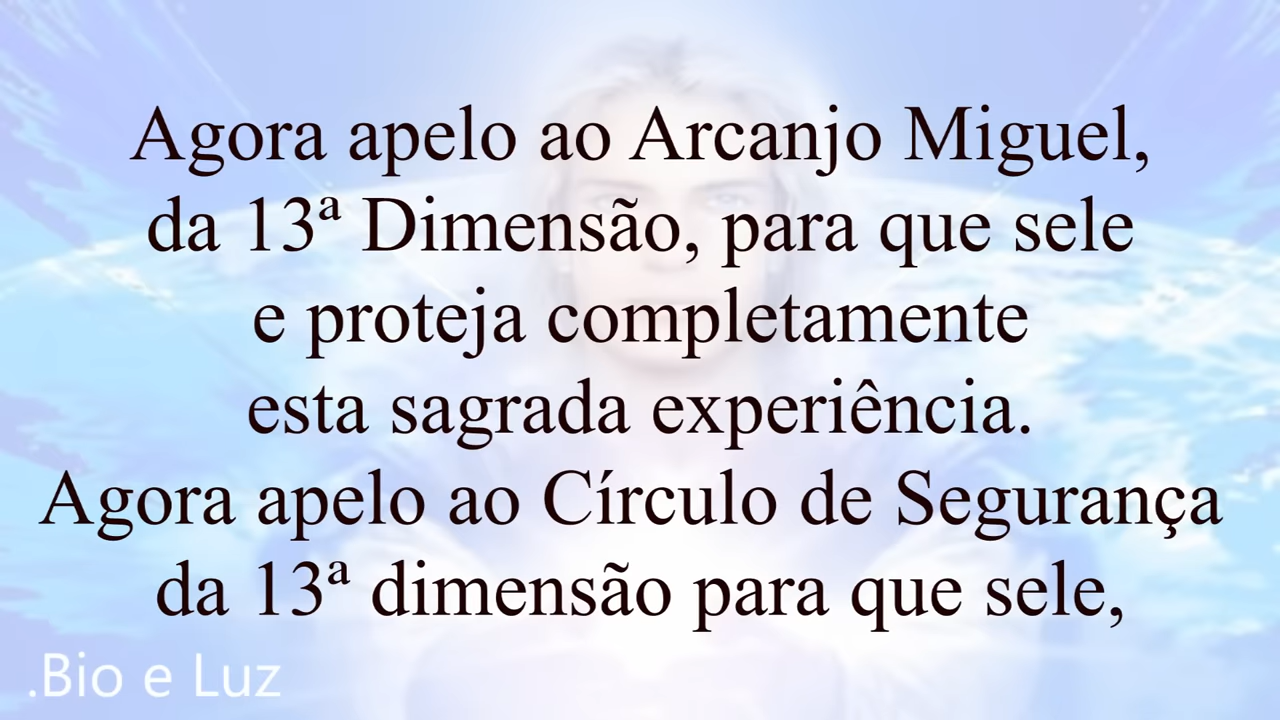 Agora apelo ao Arcanjo Miguel,
da 13ª Dimensão, para que sele
e proteja completamente
esta sagrada experiência.
Agora apelo ao Círculo de Segurança
da 13ª dimensão para que sele,
.Bio e Luz